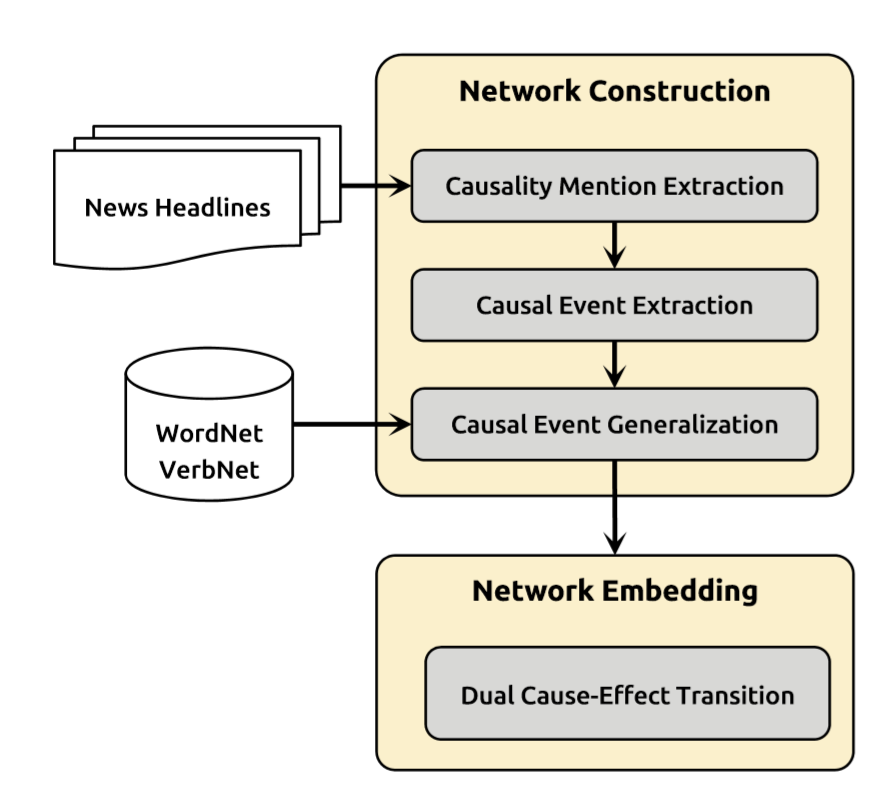 Network Construction
News Headlines
Causality Mention Extraction
Causal Event Extraction
WordNet
VerbNet
Causal Event Generalization
Network Embedding
Dual Cause-Effect Transition